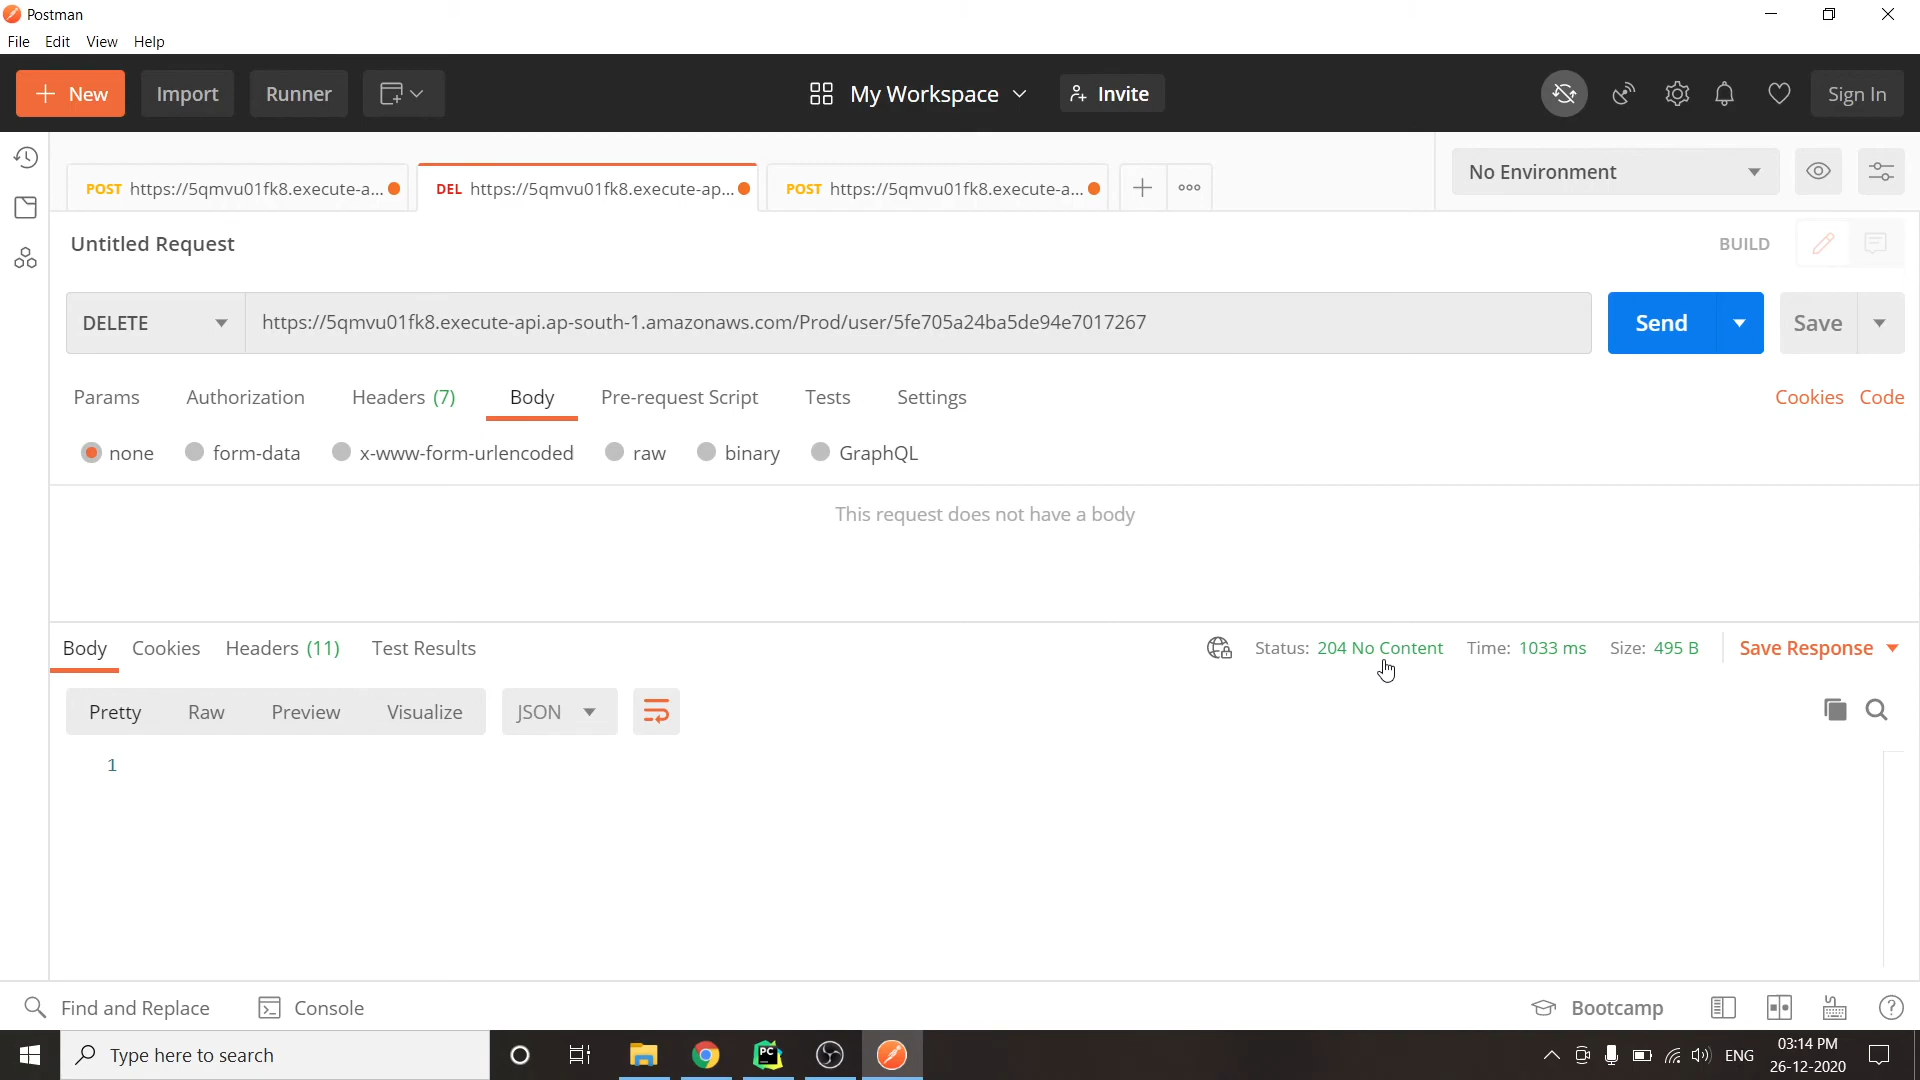 Postman
File Edit View Help
New Import Runner My Workspace Invite Sign In
POST https://5qmvu01fk8.execute-a... DEL https://5qmvu01fk8.execute-ap... POST https://5qmvu01fk8.execute-a... No Environment
Untitled Request BUILD
DELETE https://5qmvu01fk8.execute-api.ap-south-1.amazonaws.com/Prod/user/5fe705a24ba5de94e7017267 Send Save
Params Authorization Headers (7) Body Pre-request Script Tests Settings Cookies Code
none form-data x-www-form-urlencoded raw binary GraphQL
This request does not have a body
Body Cookies Headers (11) Test Results Status: 204 No Content Time: 1033 ms Size: 495 B Save Response
Pretty Raw Preview Visualize JSON
1
Find and Replace Console Bootcamp
Type here to search PC ENG 03:14 PM
26-12-2020